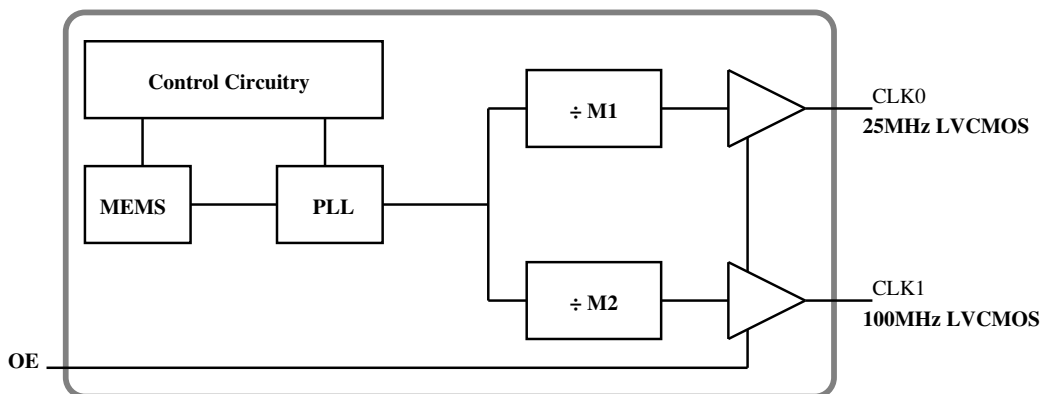 Control Circuitry
MEMS
PLL
÷ M1
÷ M2
CLK0
25MHz LVCMOS
CLK1
100MHz LVCMOS
OE